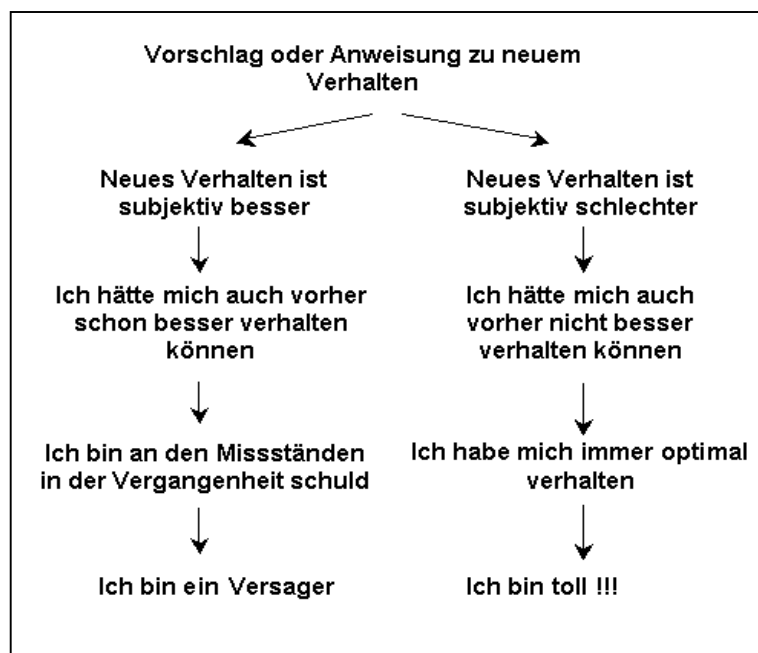 Vorschlag oder Anweisung zu neuem
Verhalten
Neues Verhalten ist
subjektiv besser
Neues Verhalten ist
subjektiv schlechter
Ich hätte mich auch vorher
schon besser verhalten
können
Ich hätte mich auch
vorher nicht besser
verhalten können
Ich bin an den Missständen
in der Vergangenheit schuld
Ich habe mich immer optimal
verhalten
Ich bin ein Versager
Ich bin toll !!!